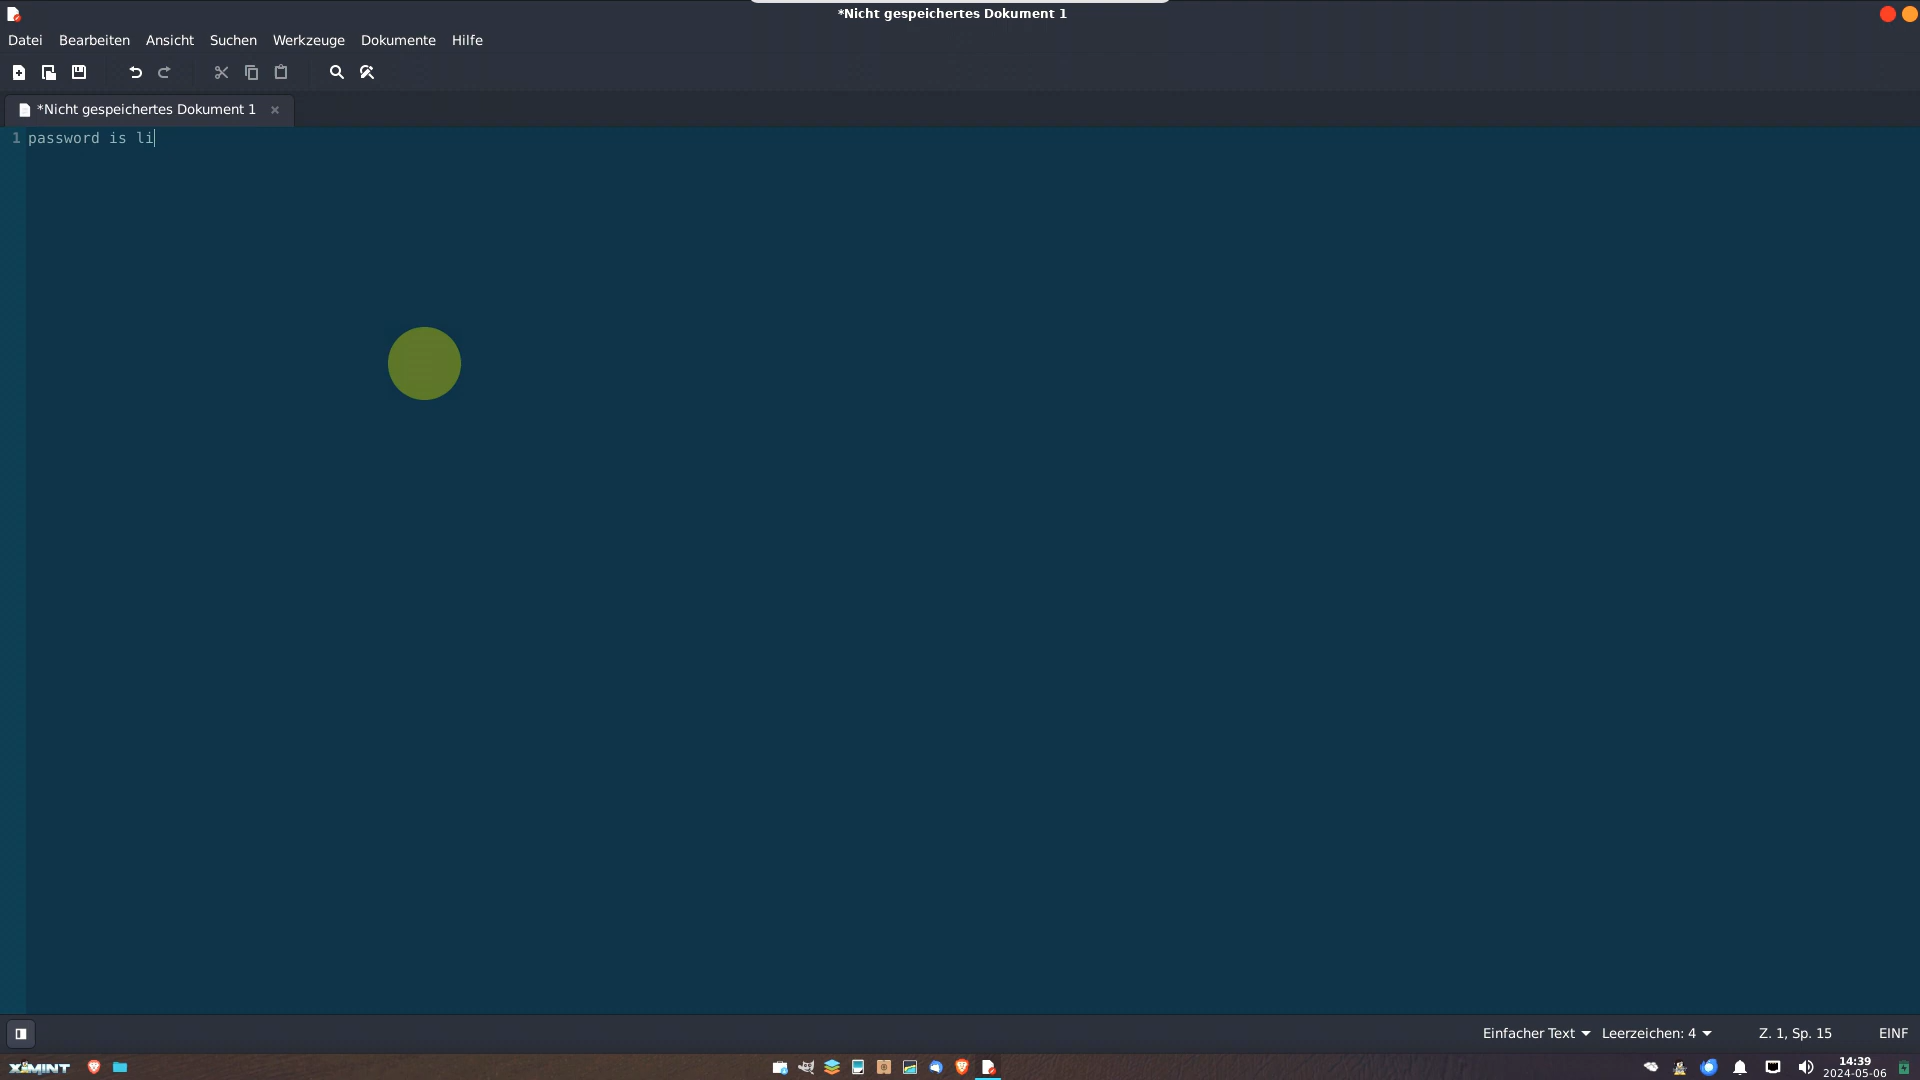 *Nicht gespeichertes Dokument 1
Datei Bearbeiten Ansicht Suchen Werkzeuge Dokumente Hilfe
*Nicht gespeichertes Dokument 1
1 password is li
Einfacher Text Leerzeichen: 4 Z. 1, Sp. 15 EINF
XeMINT 14:39
2024-05-06